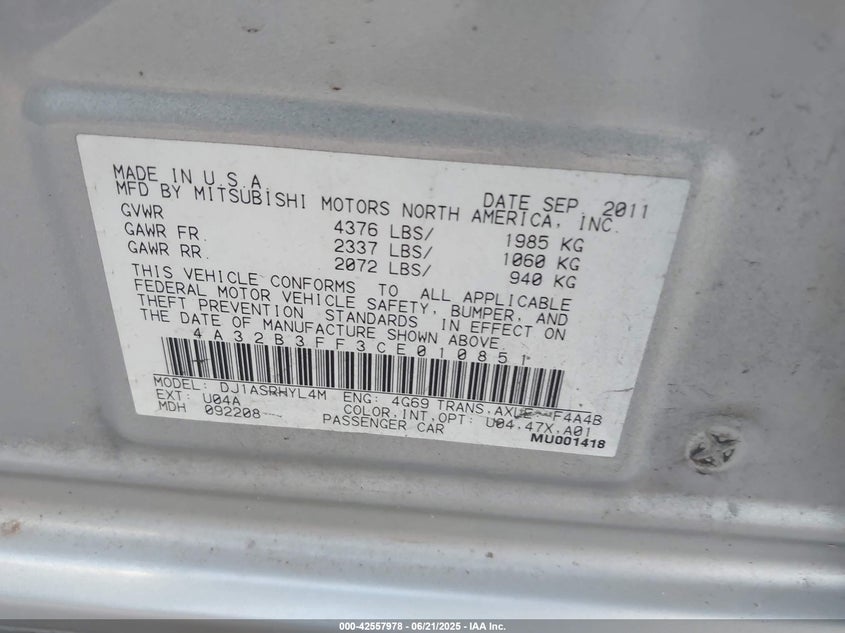 MADE IN U.S.A. DATE SEP. 2011
MFD BY MITSUBISHI MOTORS NORTH AMERICA, INC.
GVWR 4376 LBS/ 1985 KG
GAWR FR. 2337 LBS/ 1060 KG
GAWR RR. 2072 LBS/ 940 KG
THIS VEHICLE CONFORMS TO ALL APPLICABLE
FEDERAL MOTOR VEHICLE SAFETY, BUMPER, AND
THEFT PREVENTION STANDARDS IN EFFECT ON
THE DATE OF MANUFACTURE SHOWN ABOVE.
4A32B3FF3CE010851
MODEL: DJ1ASRHYL4M ENG: 4G69 TRANS,AXLE F4A4B
EXT: U04A COLOR,INT,OPT: U04,47X,A01
MDH 092208 PASSENGER CAR
MU001418
000-42557978 - 06/21/2025 - IAA Inc.